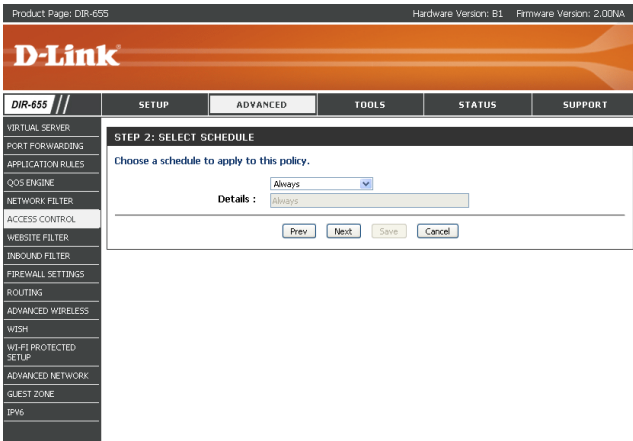 Product Page: DIR-655 Hardware Version: B1 Firmware Version: 2.00NA
D-Link
DIR-655 // SETUP ADVANCED TOOLS STATUS SUPPORT
VIRTUAL SERVER
PORT FORWARDING
APPLICATION RULES
QOS ENGINE
NETWORK FILTER
ACCESS CONTROL
WEBSITE FILTER
INBOUND FILTER
FIREWALL SETTINGS
ROUTING
ADVANCED WIRELESS
WISH
WI-FI PROTECTED
SETUP
ADVANCED NETWORK
GUEST ZONE
IPV6
STEP 2: SELECT SCHEDULE
Choose a schedule to apply to this policy.
Always
Details : Always
Prev Next Save Cancel